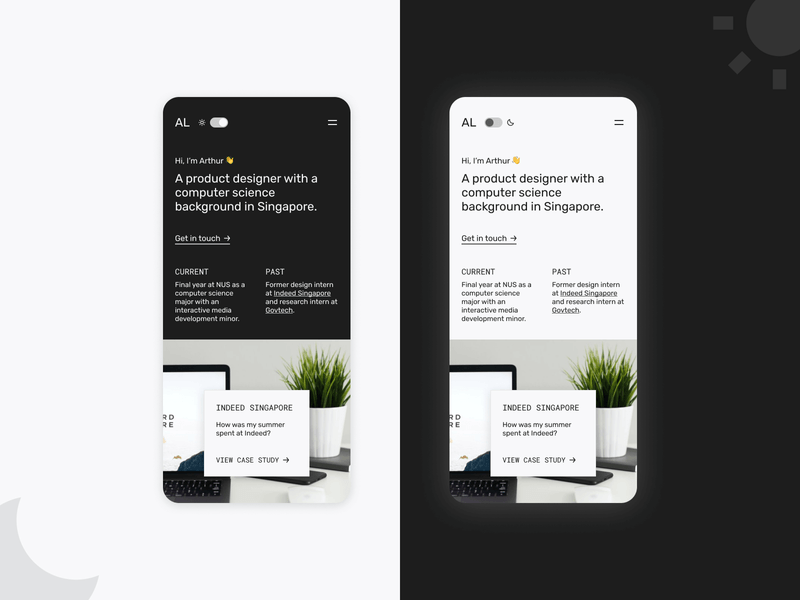 AL
Hi, I'm Arthur 👋
A product designer with a
computer science
background in Singapore.
Get in touch →
CURRENT
Final year at NUS as a
computer science
major with an
interactive media
development minor.
PAST
Former design intern
at Indeed Singapore
and research intern at
Govtech.
RD
RE
INDEED SINGAPORE
How was my summer
spent at Indeed?
VIEW CASE STUDY →
AL
Hi, I'm Arthur 👋
A product designer with a
computer science
background in Singapore.
Get in touch →
CURRENT
Final year at NUS as a
computer science
major with an
interactive media
development minor.
PAST
Former design intern
at Indeed Singapore
and research intern at
Govtech.
RD
RE
INDEED SINGAPORE
How was my summer
spent at Indeed?
VIEW CASE STUDY →